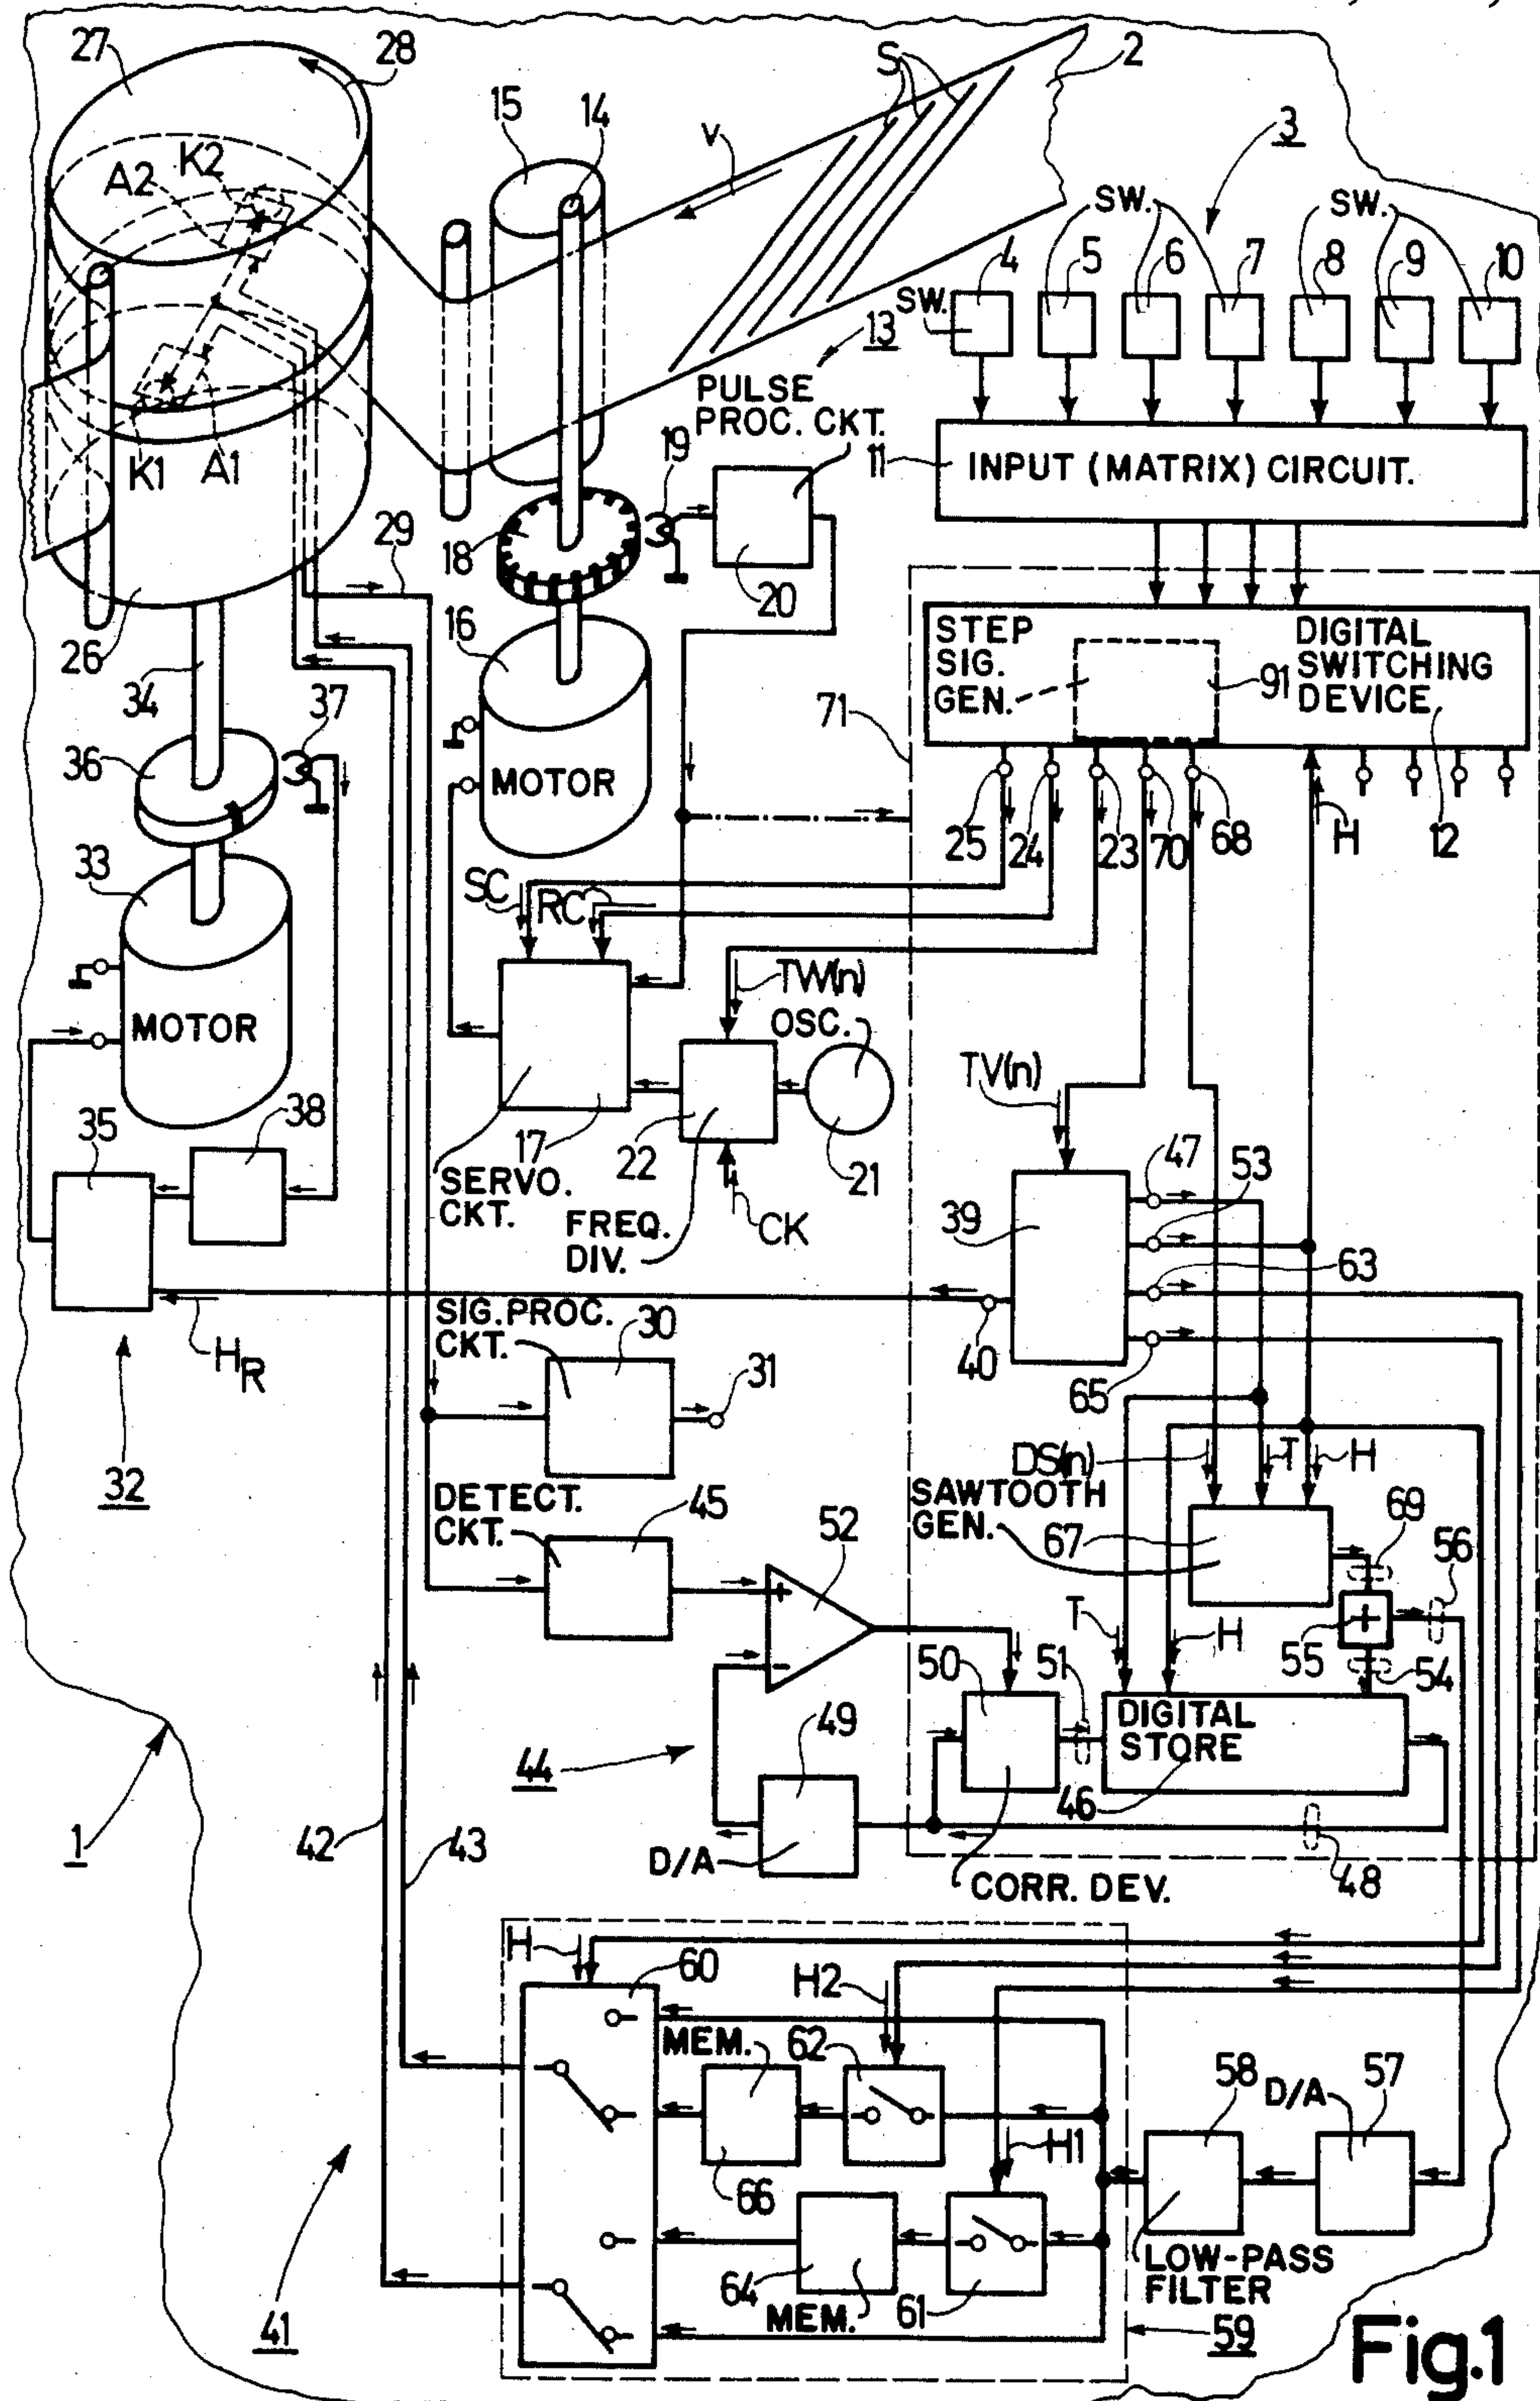 27
28
S
2
15
14
3
K2
V
A2
SW.
SW.
4
5
6
7
8
9
10
SW.
13
PULSE
PROC. CKT.
19
11
INPUT (MATRIX) CIRCUIT.
K1
A1
18
29
20
STEP
SIG.
GEN.
DIGITAL
SWITCHING
DEVICE
91
16
26
34
37
71
36
MOTOR
25
24
23
70
68
H
12
33
SC
RC
TW(n)
OSC.
MOTOR
TV(n)
38
35
17
22
21
47
53
SERVO.
CKT.
39
FREQ.
DIV.
CK
63
SIG. PROC.
CKT.
30
HR
40
31
65
32
DS(n)
T
H
DETECT.
CKT.
45
SAWTOOTH
GEN.
69
52
67
56
+
T
H
+
55
-
50
51
54
DIGITAL
STORE
49
44
46
1
42
43
D/A
48
CORR. DEV.
H
60
H2
MEM.
62
58
D/A
57
H1
66
64
61
LOW-PASS
FILTER
MEM.
41
59
Fig.1